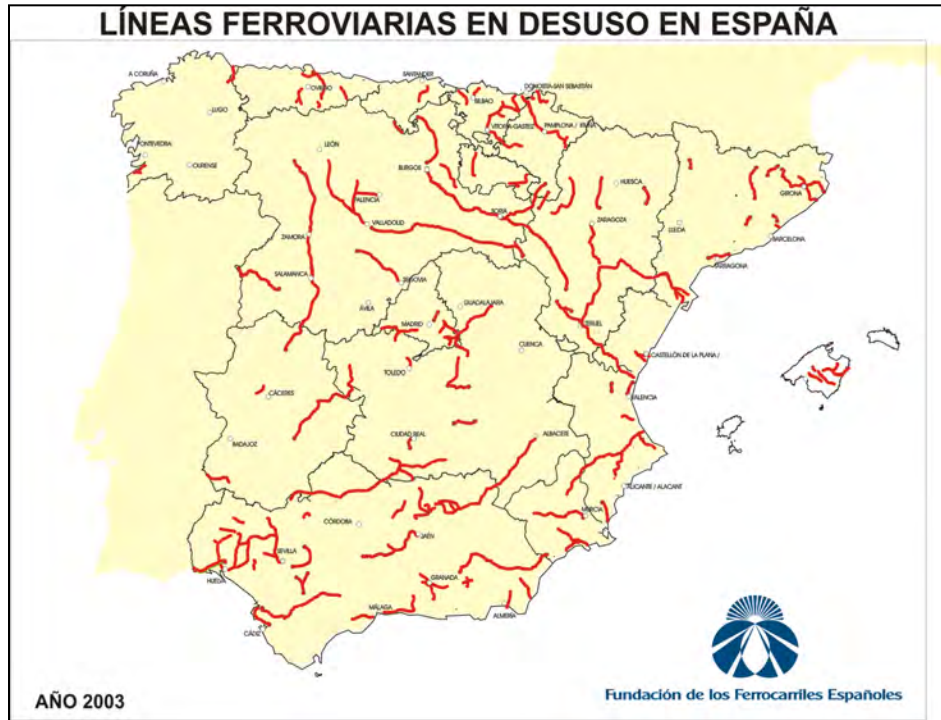 LÍNEAS FERROVIARIAS EN DESUSO EN ESPAÑA
A CORUÑA
SANTANDER
DONOSTIA-SAN SEBASTIÁN
OVIEDO
BILBAO
LUGO
VITORIA-GASTEIZ
PAMPLONA / IRUÑA
PONTEVEDRA
LEÓN
OURENSE
BURGOS
HUESCA
GIRONA
PALENCIA
SORIA
VALLADOLID
ZARAGOZA
LLEIDA
ZAMORA
BARCELONA
TARRAGONA
SALAMANCA
SEGOVIA
ÁVILA
GUADALAJARA
MADRID
TERUEL
CUENCA
CASTELLÓN DE LA PLANA /
TOLEDO
CÁCERES
VALENCIA
BADAJOZ
CIUDAD REAL
ALBACETE
ALICANTE / ALACANT
MURCIA
CÓRDOBA
JAÉN
SEVILLA
HUELVA
GRANADA
MÁLAGA
ALMERÍA
CÁDIZ
Fundación de los Ferrocarriles Españoles
AÑO 2003